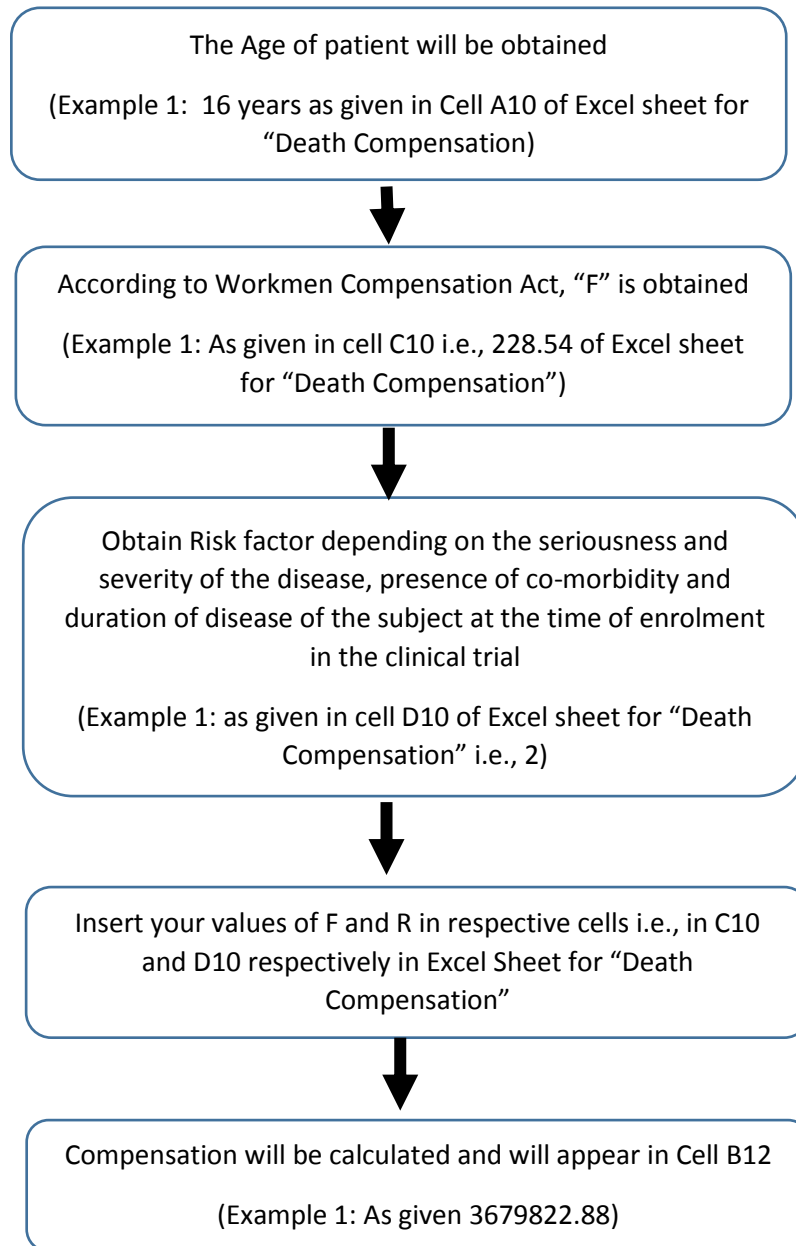 The Age of patient will be obtained
(Example 1:  16 years as given in Cell A10 of Excel sheet for
“Death Compensation)
According to Workmen Compensation Act, “F” is obtained
(Example 1: As given in cell C10 i.e., 228.54 of Excel sheet
for “Death Compensation”)
Obtain Risk factor depending on the seriousness and
severity of the disease, presence of co-morbidity and
duration of disease of the subject at the time of enrolment
in the clinical trial
(Example 1: as given in cell D10 of Excel sheet for “Death
Compensation” i.e., 2)
Insert your values of F and R in respective cells i.e., in C10
and D10 respectively in Excel Sheet for “Death
Compensation”
Compensation will be calculated and will appear in Cell B12
(Example 1: As given 3679822.88)